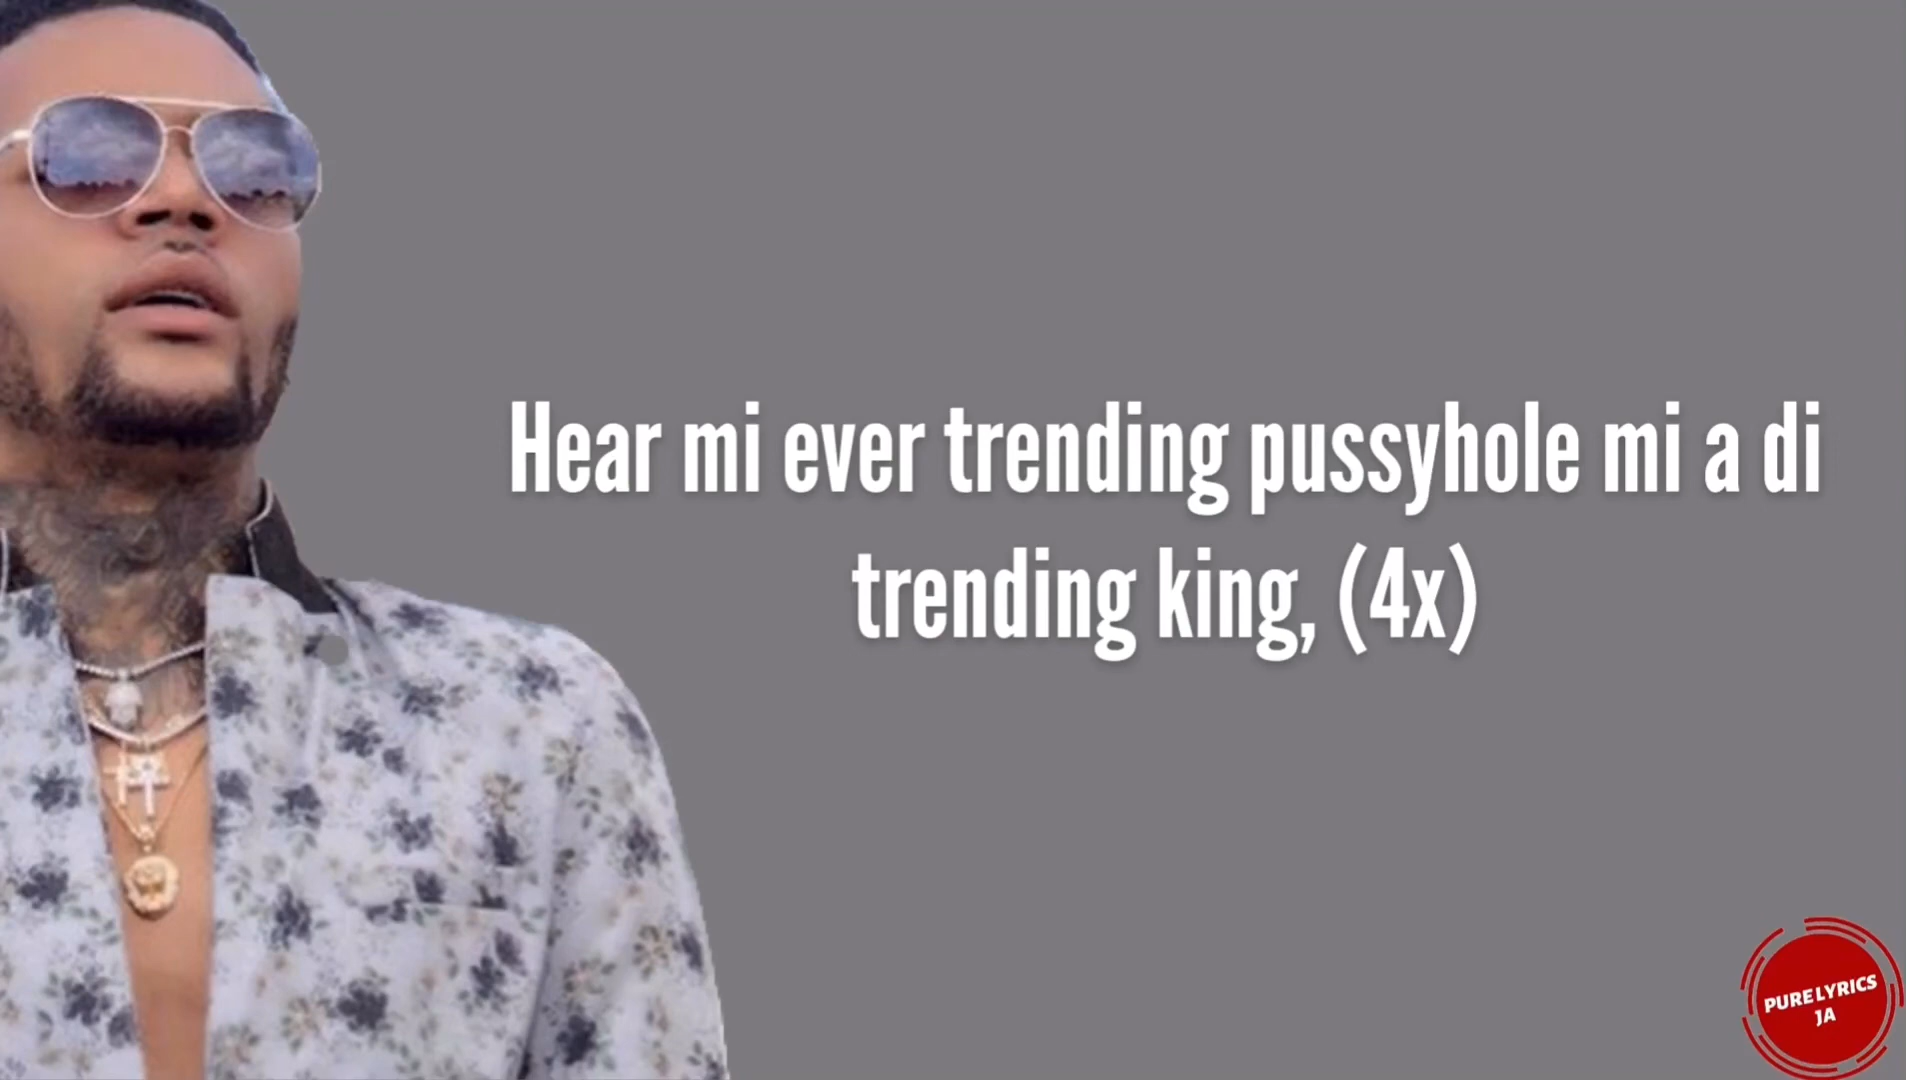 Hear mi ever trending pussyhole mi a di
trending king, (4x)
PURE LYRICS
JA